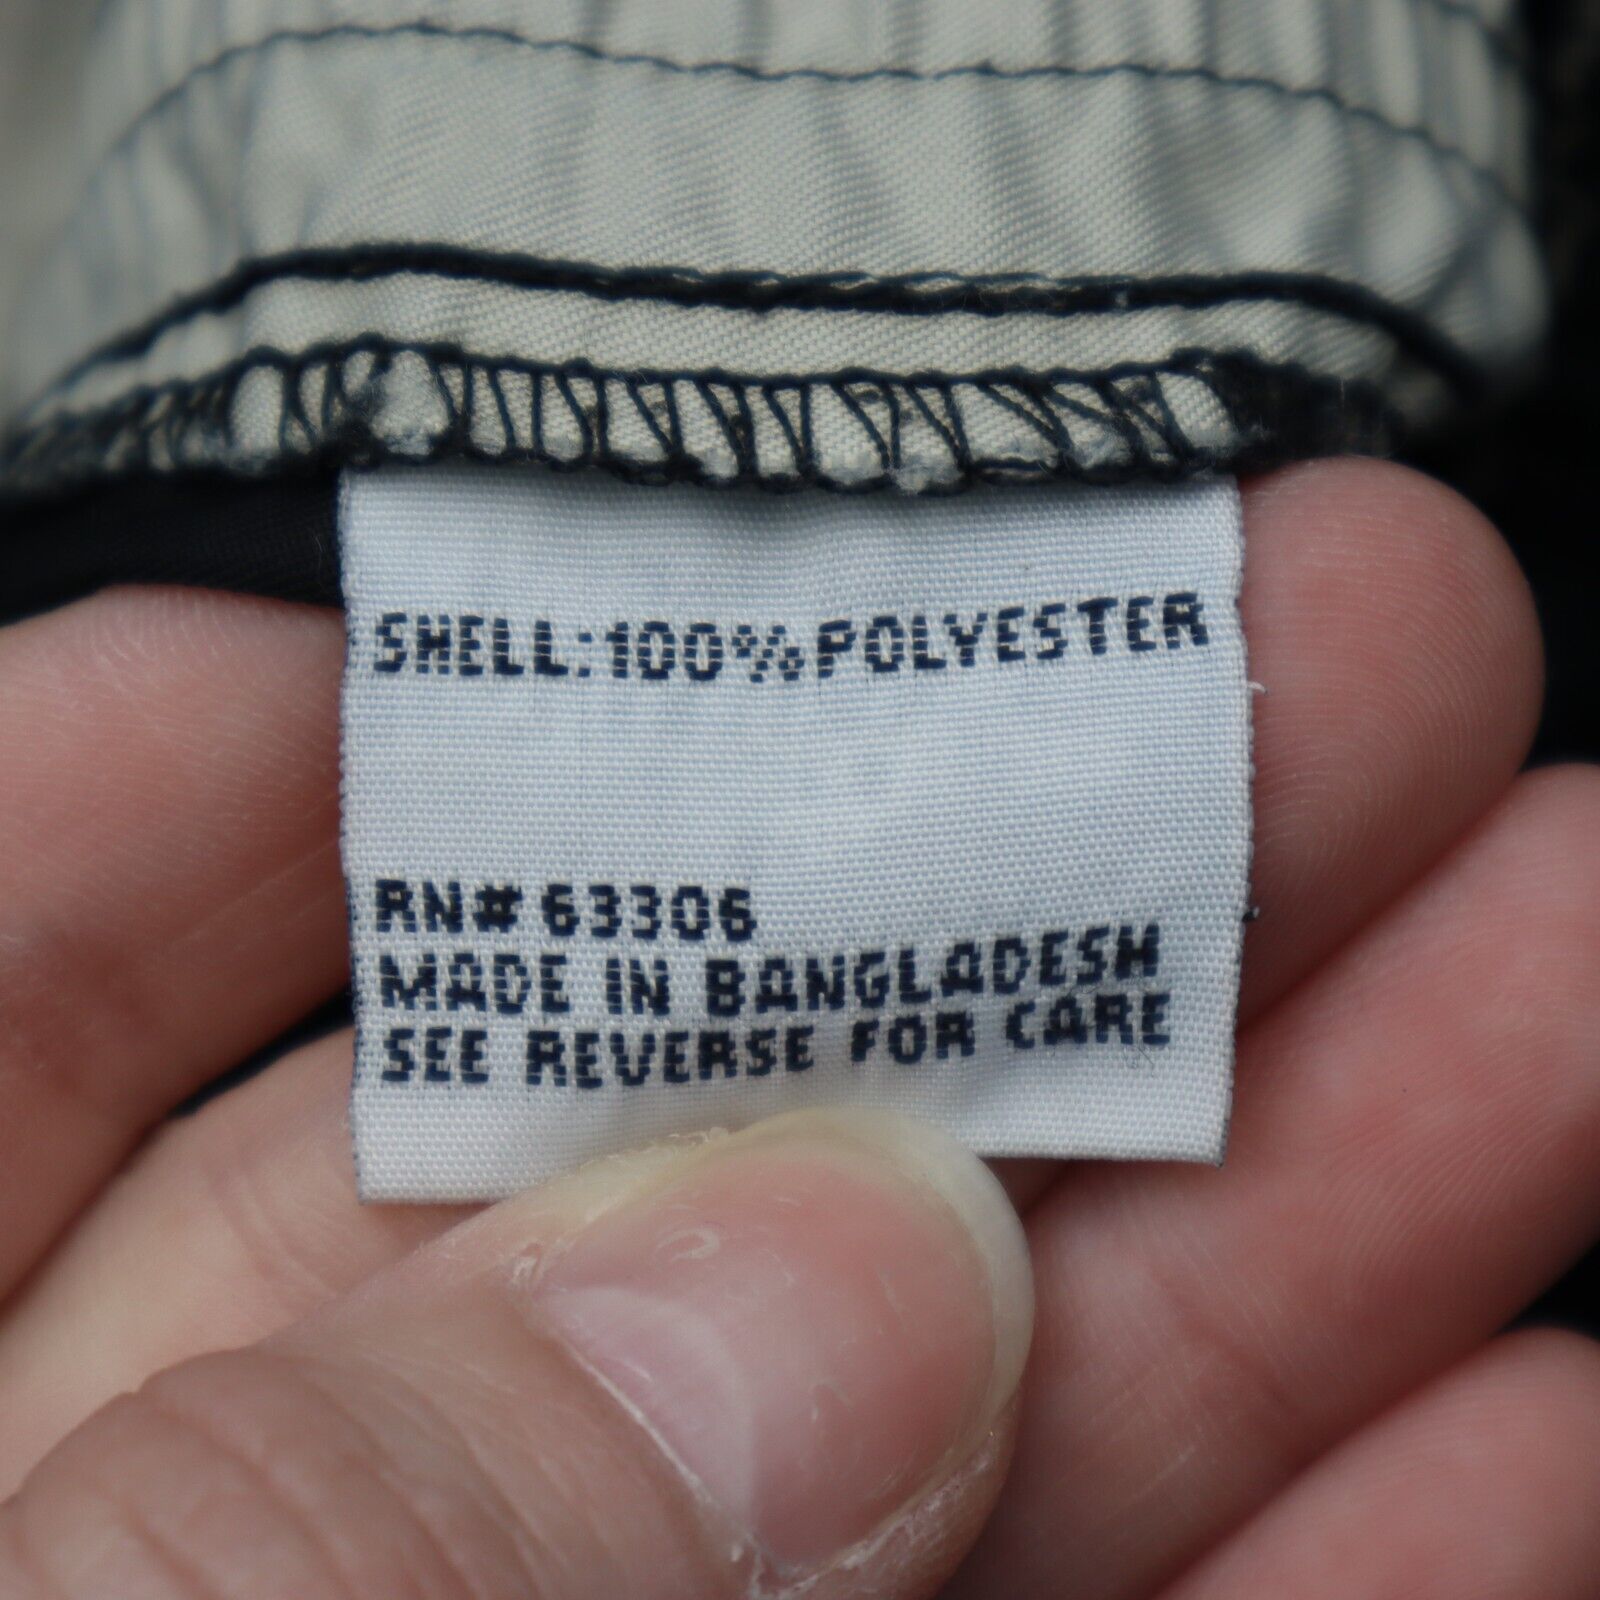 SHELL:100%POLYESTER
RN# 63306
MADE IN BANGLADESH
SEE REVERSE FOR CARE